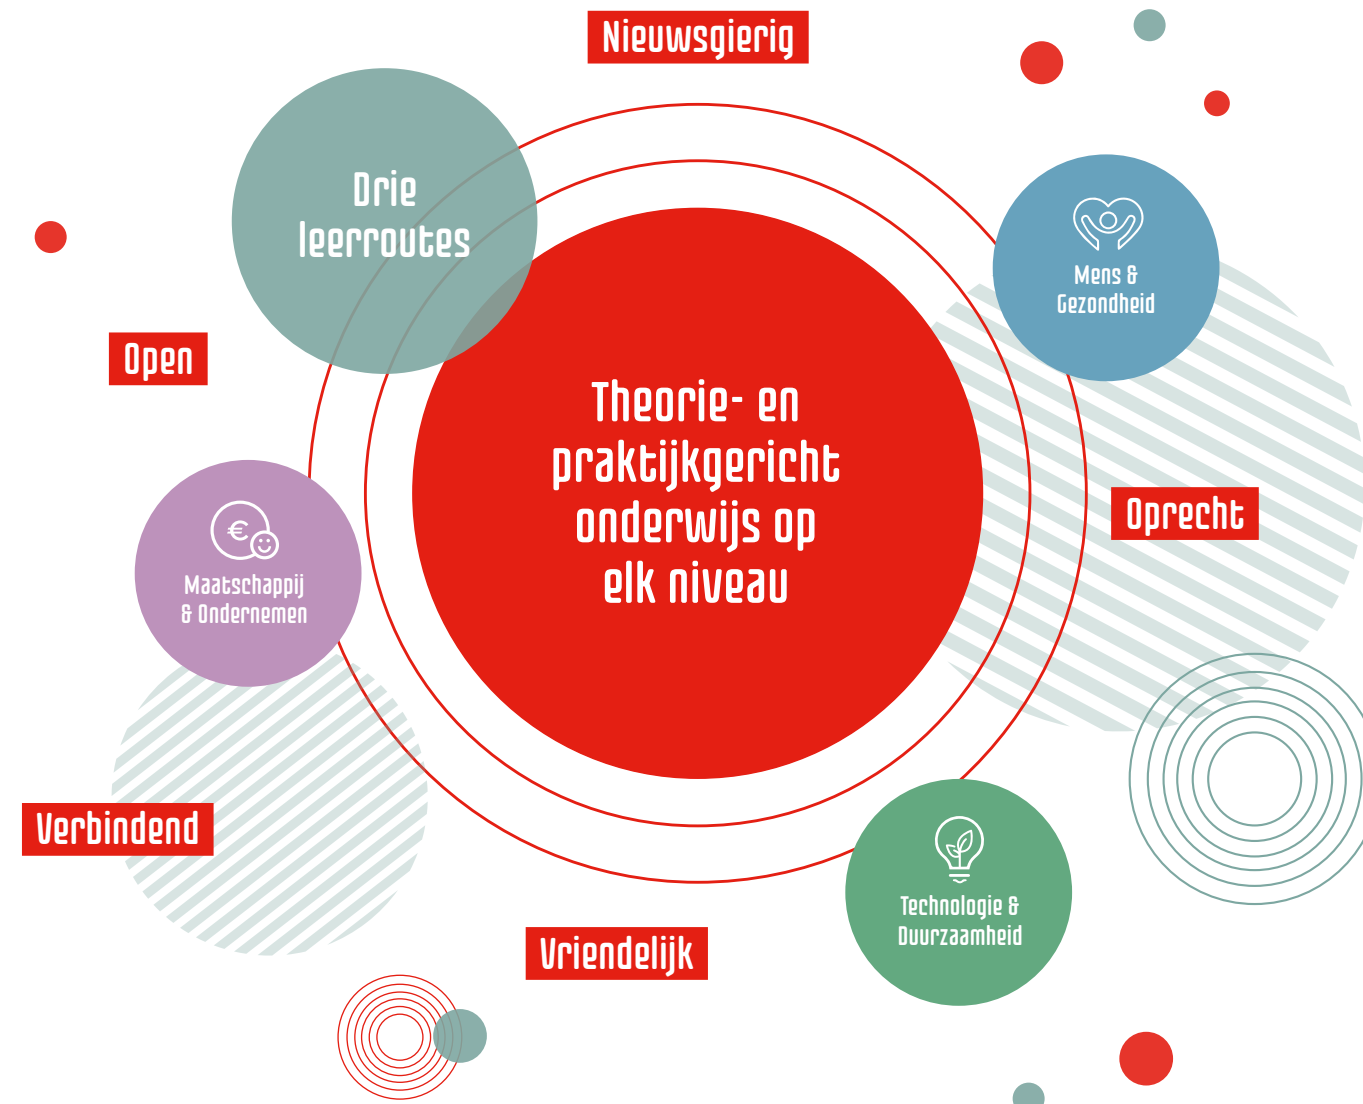 Nieuwsgierig
Drie
leerroutes
Mens &
Gezondheid
Open
Theorie- en
praktijkgericht
onderwijs op
elk niveau
Oprecht
€
Maatschappij
& Ondernemen
Verbindend
Technologie &
Duurzaamheid
Vriendelijk